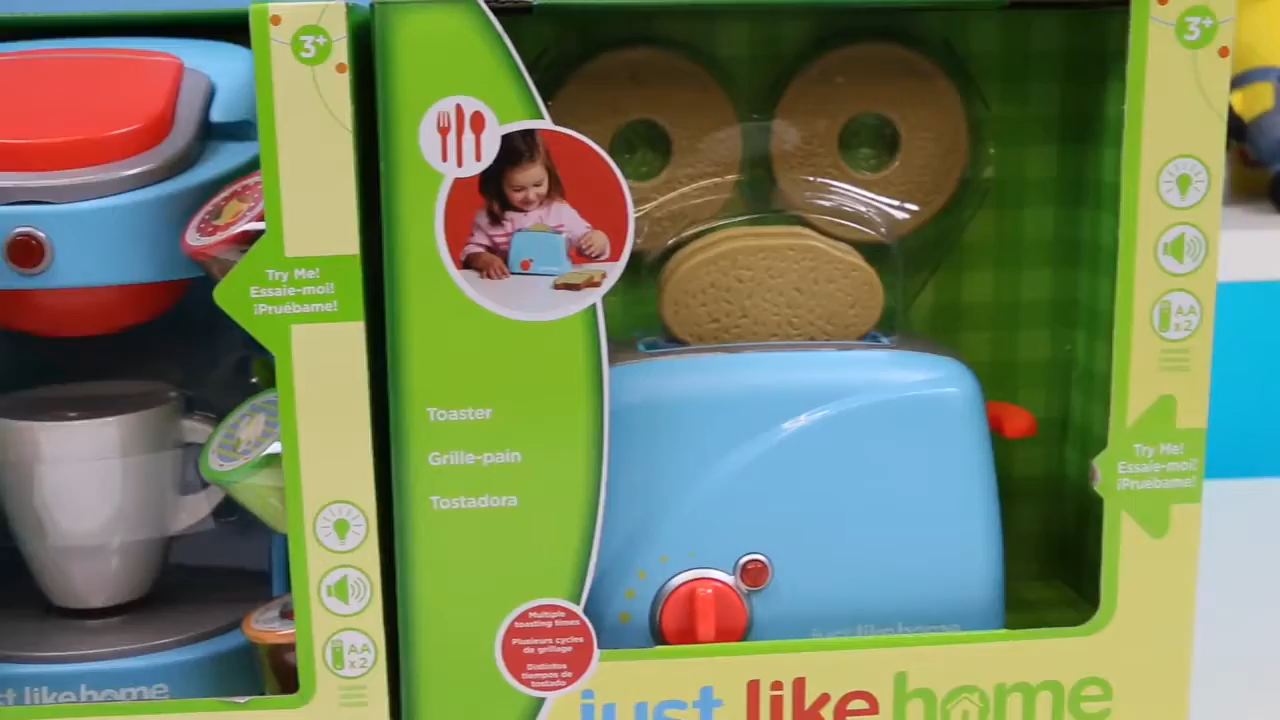 3+
Try Me!
Essaie-moi!
¡Pruébame!
AA
x2
st like home
Toaster
Grille-pain
Tostadora
Multiple
toasting times
Plusieurs cycles
de grillage
Distintos
tiempos de
tostado
just like home
just like home
3+
AA
x2
Try Me!
Essaie-moi!
¡Pruébame!